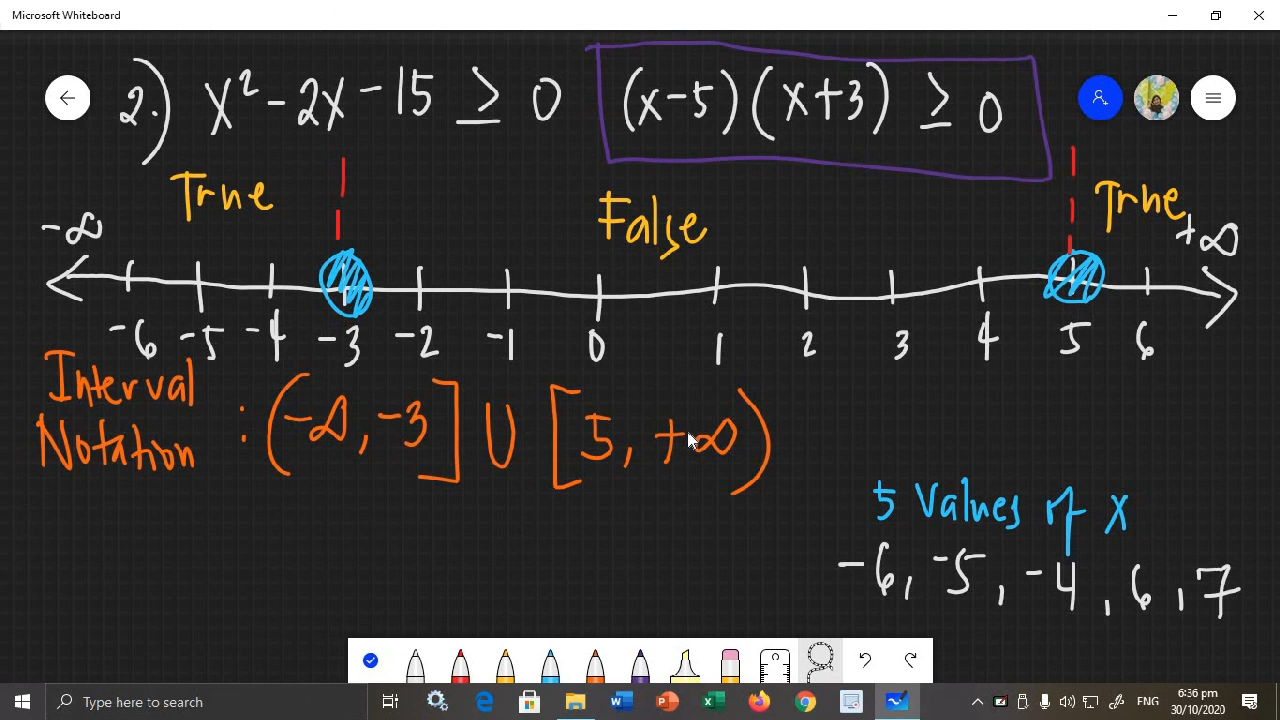 Microsoft Whiteboard
2.) x² - 2x - 15 ≥ 0 (x-5)(x+3) ≥ 0
True False True
-∞ +∞
-6 -5 -4 -3 -2 -1 0 1 2 3 4 5 6
Interval
Notation : (-∞, -3] ∪ [5, +∞)
5 Values of x
-6, -5, -4, 6, 7
Type here to search
ENG
6:36 pm
30/10/2020